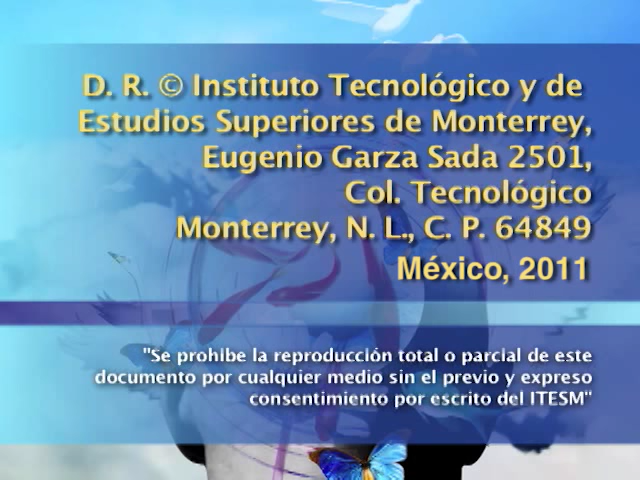 D. R. © Instituto Tecnológico y de
Estudios Superiores de Monterrey,
Eugenio Garza Sada 2501,
Col. Tecnológico
Monterrey, N. L., C. P. 64849
México, 2011
"Se prohibe la reproducción total o parcial de este
documento por cualquier medio sin el previo y expreso
consentimiento por escrito del ITESM"